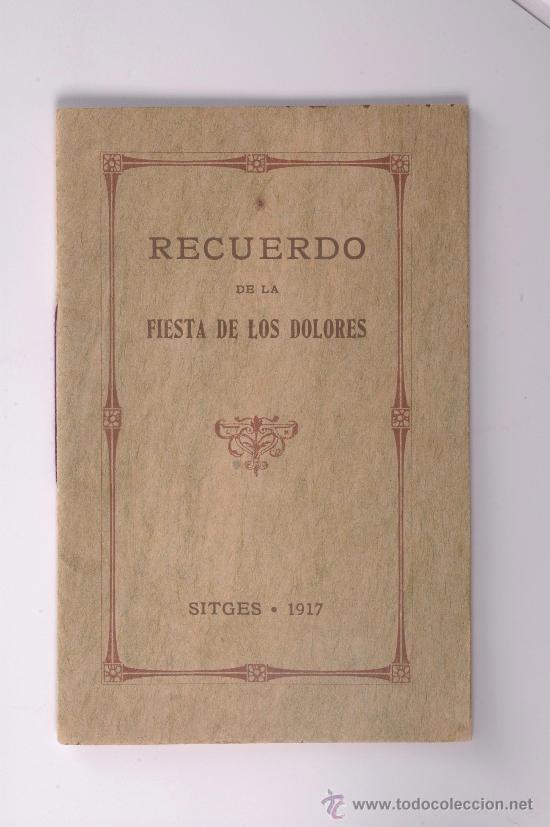 RECUERDO
DE LA
FIESTA DE LOS DOLORES
SITGES • 1917
www.todocoleccion.net